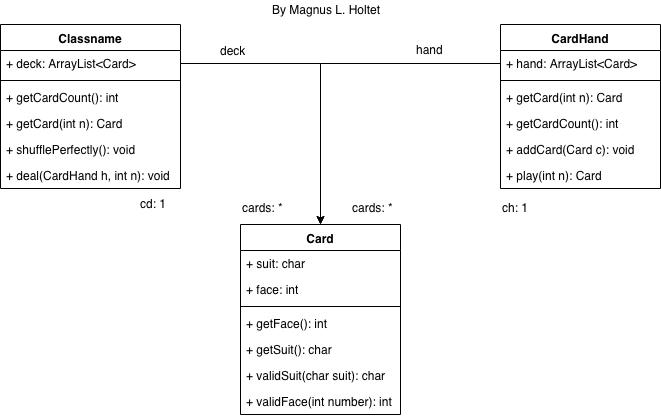 By Magnus L. Holtet
Classname
+ deck: ArrayList<Card>
+ getCardCount(): int
+ getCard(int n): Card
+ shufflePerfectly(): void
+ deal(CardHand h, int n): void
cd: 1
deck
hand
CardHand
+ hand: ArrayList<Card>
+ getCard(int n): Card
+ getCardCount(): int
+ addCard(Card c): void
+ play(int n): Card
ch: 1
cards: *
cards: *
Card
+ suit: char
+ face: int
+ getFace(): int
+ getSuit(): char
+ validSuit(char suit): char
+ validFace(int number): int